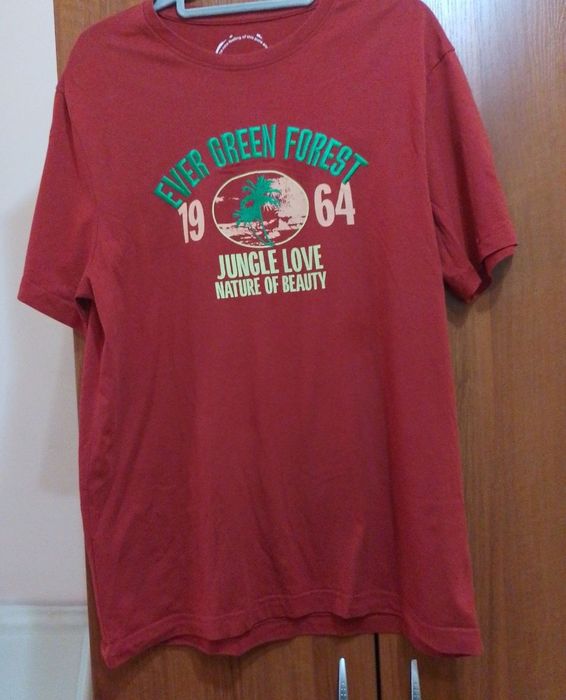 EVER GREEN FOREST
19 64
JUNGLE LOVE
NATURE OF BEAUTY